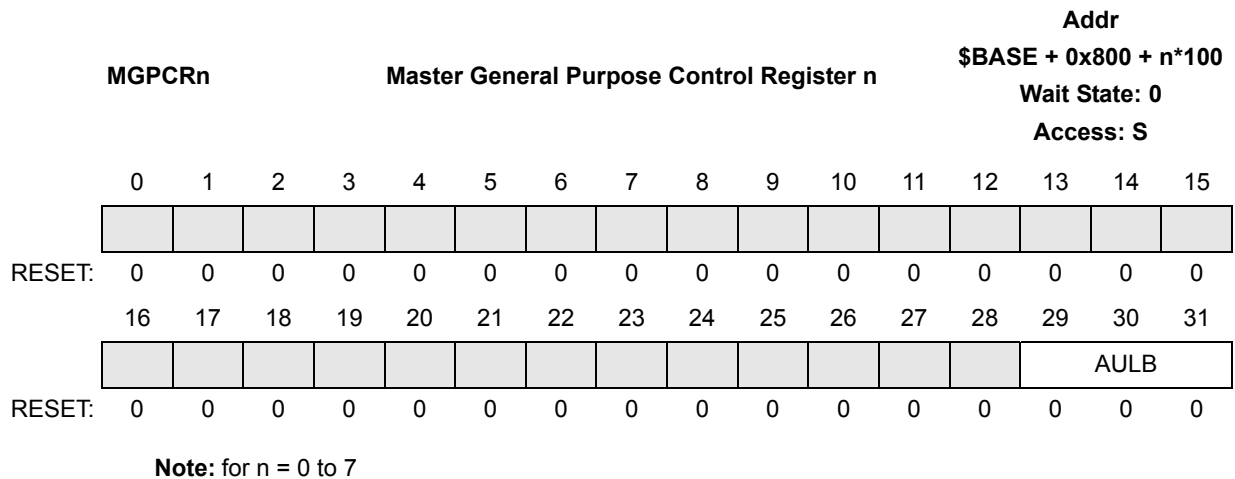 Addr
MGPCRn Master General Purpose Control Register n $BASE + 0x800 + n*100
Wait State: 0
Access: S
0 1 2 3 4 5 6 7 8 9 10 11 12 13 14 15
RESET: 0 0 0 0 0 0 0 0 0 0 0 0 0 0 0 0
16 17 18 19 20 21 22 23 24 25 26 27 28 29 30 31
AULB
RESET: 0 0 0 0 0 0 0 0 0 0 0 0 0 0 0 0
Note: for n = 0 to 7